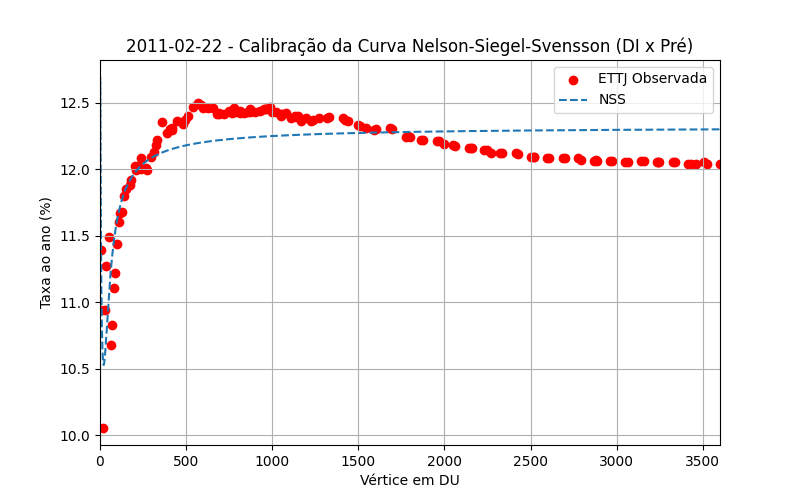 2011-02-22 - Calibração da Curva Nelson-Siegel-Svensson (DI x Pré)
ETTJ Observada
NSS
Taxa ao ano (%)
12.5
12.0
11.5
11.0
10.5
10.0
0 500 1000 1500 2000 2500 3000 3500
Vértice em DU